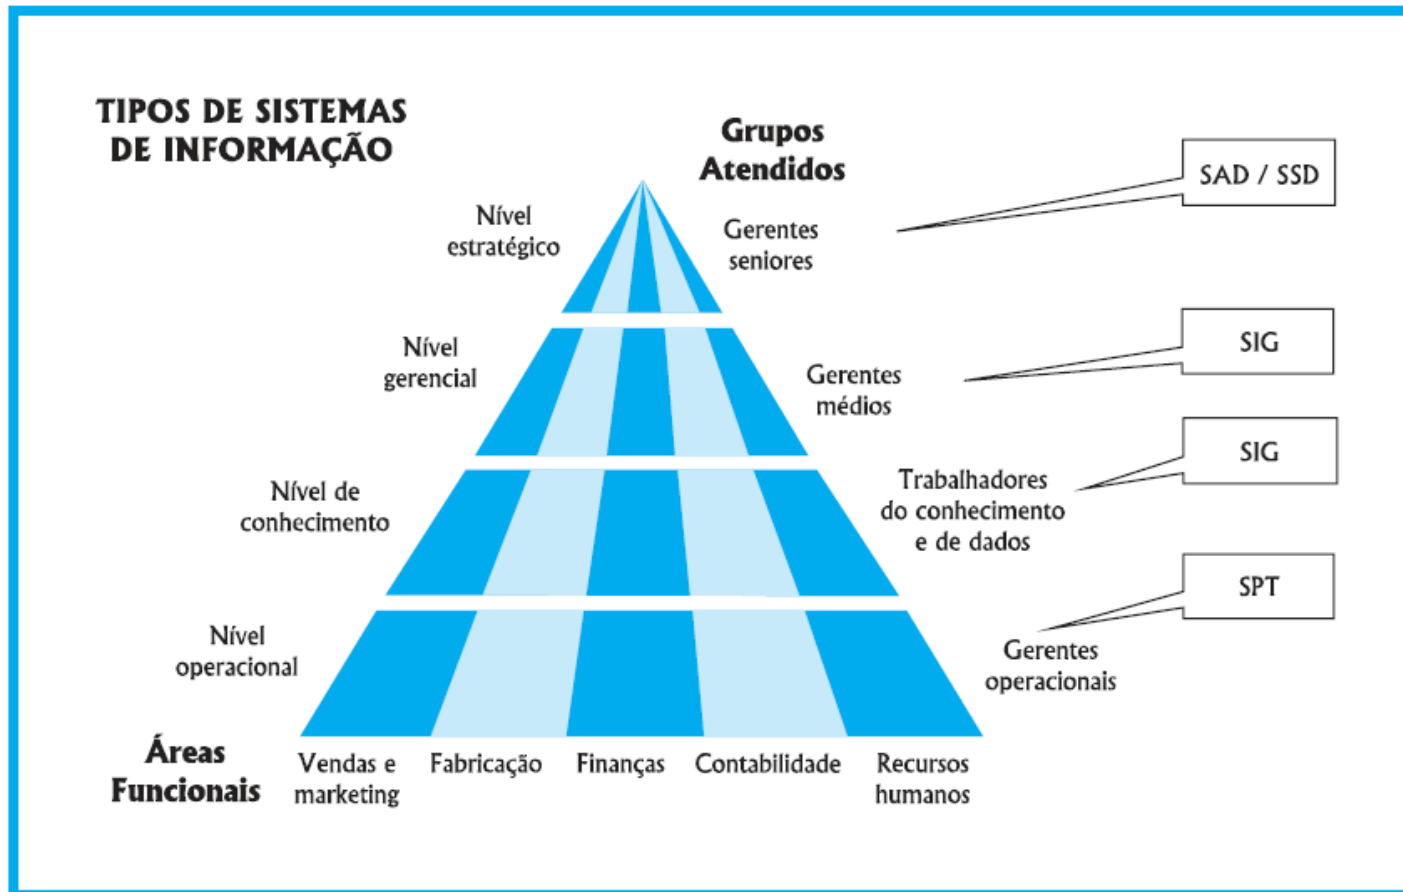 TIPOS DE SISTEMAS
DE INFORMAÇÃO
Grupos
Atendidos
SAD / SSD
Nível
estratégico
Gerentes
seniores
SIG
Nível
gerencial
Gerentes
médios
SIG
Nível de
conhecimento
Trabalhadores
do conhecimento
e de dados
SPT
Nível
operacional
Gerentes
operacionais
Áreas
Funcionais
Vendas e
marketing
Fabricação
Finanças
Contabilidade
Recursos
humanos